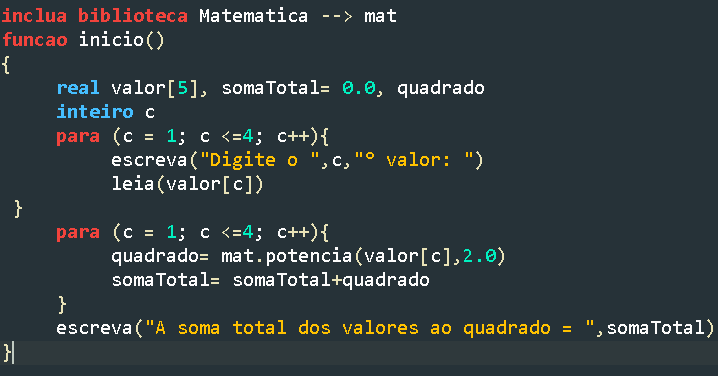 inclua biblioteca Matematica --> mat
funcao inicio()
{
real valor[5], somaTotal= 0.0, quadrado
inteiro c
para (c = 1; c <=4; c++){
escreva("Digite o ",c,"° valor: ")
leia(valor[c])
}
para (c = 1; c <=4; c++){
quadrado= mat.potencia(valor[c],2.0)
somaTotal= somaTotal+quadrado
}
escreva("A soma total dos valores ao quadrado = ",somaTotal)
}